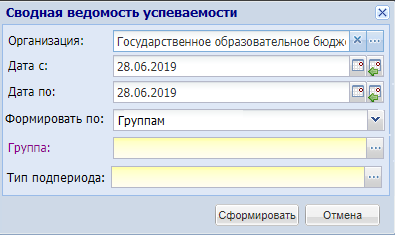 Сводная ведомость успеваемости
Организация: Государственное образовательное бюдже
Дата с: 28.06.2019
Дата по: 28.06.2019
Формировать по: Группам
Группа:
Тип подпериода:
Сформировать Отмена